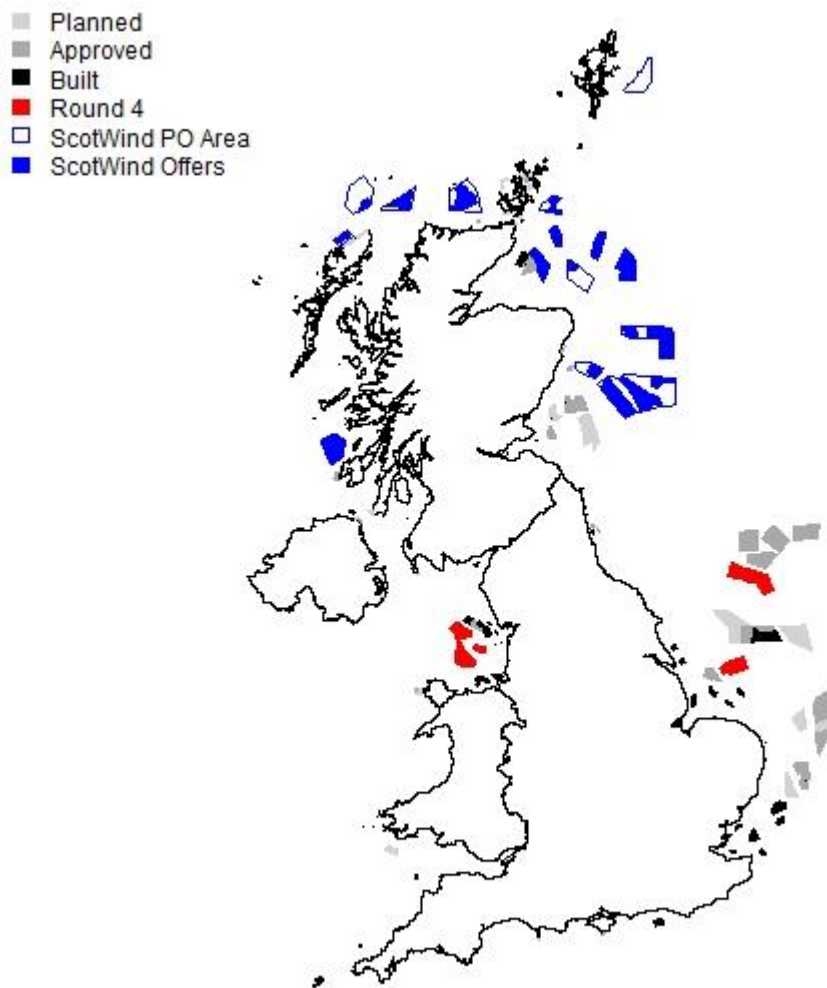 Planned
Approved
Built
Round 4
ScotWind PO Area
ScotWind Offers